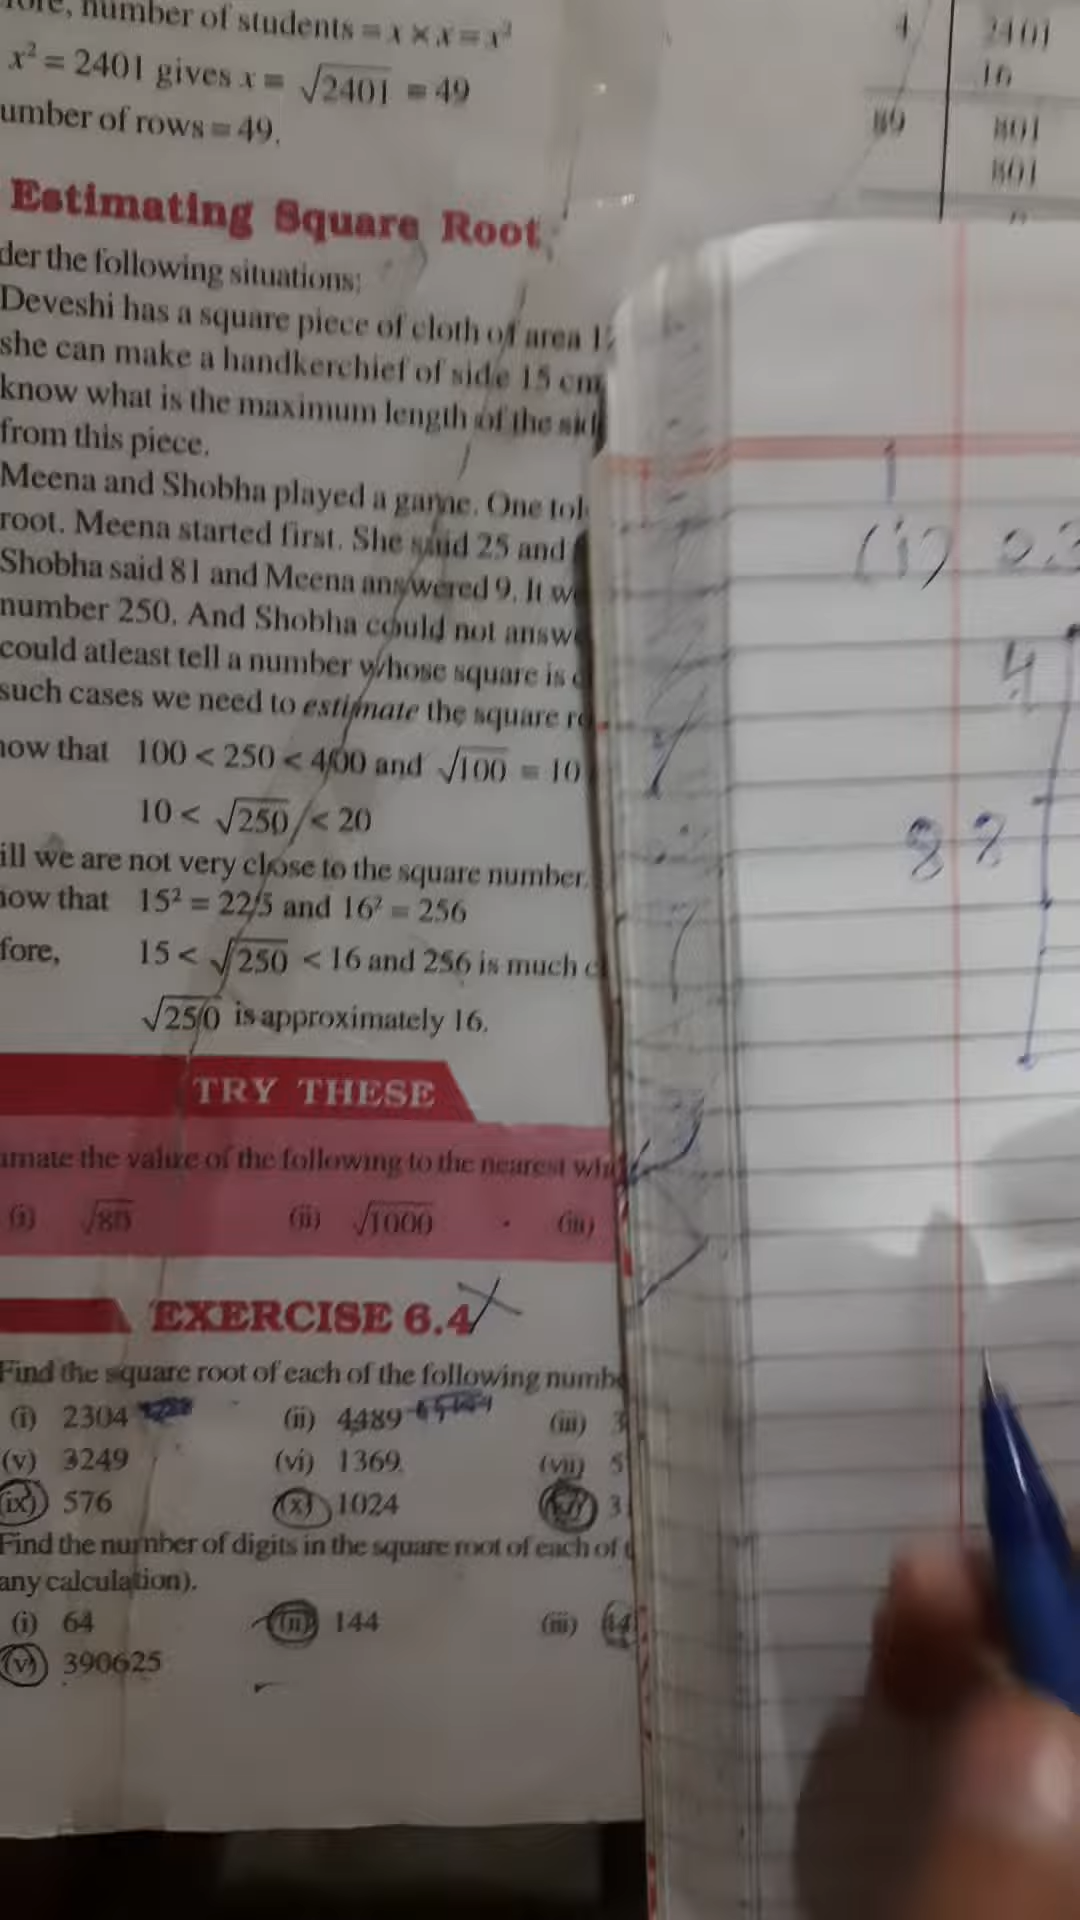 number of students = x × x = x²
x² = 2401 gives x = √2401 = 49
umber of rows = 49.
4 2401
16
89 801
801
Estimating Square Root
der the following situations:
Deveshi has a square piece of cloth of area
she can make a handkerchief of side 15 cm
know what is the maximum length of the
from this piece.
Meena and Shobha played a game. One
root. Meena started first. She said 25 and
Shobha said 81 and Meena answered 9. It
number 250. And Shobha could not
could atleast tell a number whose square is
such cases we need to estimate the square
now that 100 < 250 < 400 and √100 = 10
10 < √250 < 20
ill we are not very close to the square number.
now that 15² = 225 and 16² = 256
fore, 15 < √250 < 16 and 256 is much
√250 is approximately 16.
TRY THESE
imate the value of the following to the nearest
(i) √80 (ii) √1000 (iii)
EXERCISE 6.4
Find the square root of each of the following
(i) 2304 (ii) 4489 (iii) 3
(v) 3249 (vi) 1369 (vii) 5
(ix) 576 (x) 1024 3
Find the number of digits in the square root of each of
any calculation).
(i) 64 (ii) 144 (iii) 44
(v) 390625
(i)
4
8 8